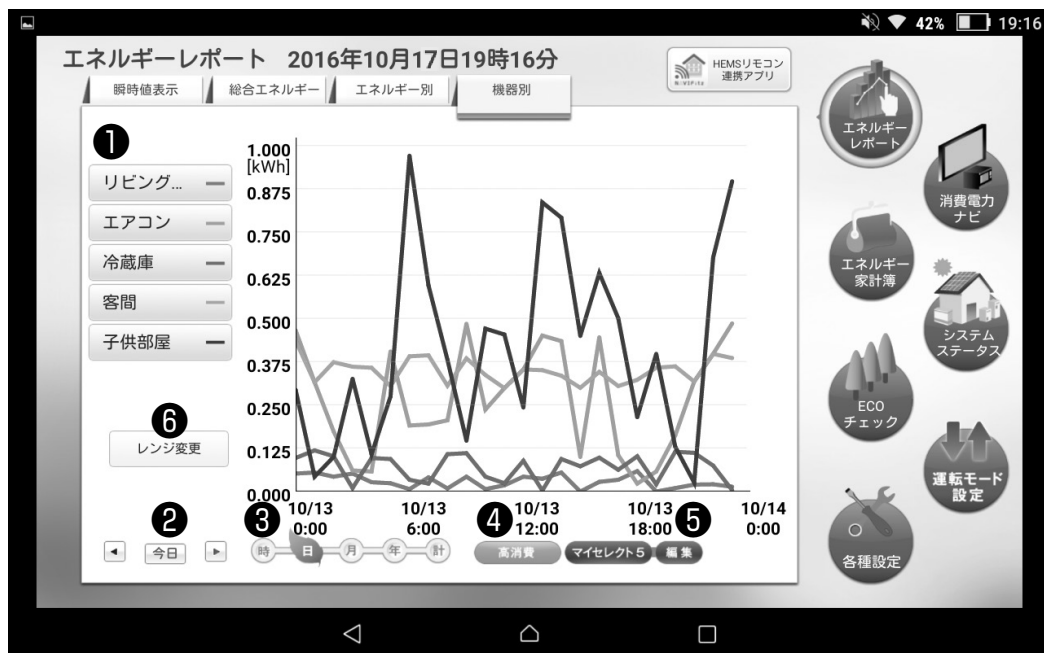 42% 19:16
エネルギーレポート 2016年10月17日19時16分
HEMSリモコン
連携アプリ
瞬時値表示 総合エネルギー エネルギー別 機器別
❶
リビング...
エアコン
冷蔵庫
客間
子供部屋
❻
レンジ変更
1.000
[kWh]
0.875
0.750
0.625
0.500
0.375
0.250
0.125
0.000
10/13 10/13 10/13 10/13 10/14
0:00 6:00 12:00 18:00 0:00
❷ ❸ ❹ ❺
今日 時 日 月 年 計 高消費 マイセレクト5 編集
エネルギー
レポート
消費電力
ナビ
エネルギー
家計簿
システム
ステータス
ECO
チェック
運転モード
設定
各種設定